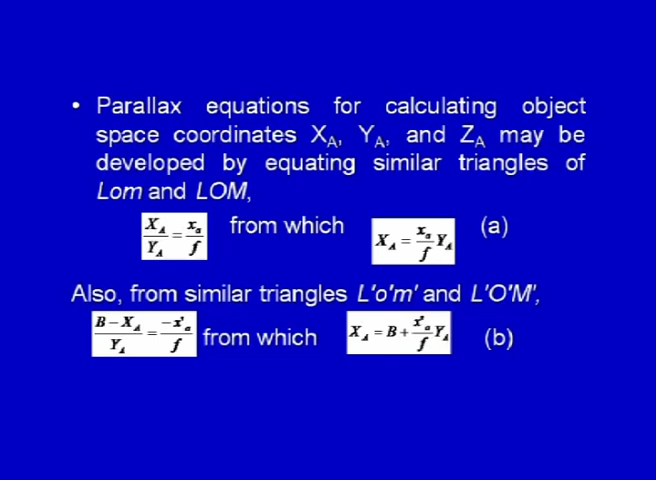 • Parallax equations for calculating object
space coordinates X_A, Y_A, and Z_A may be
developed by equating similar triangles of
Lom and LOM,
X_A/Y_A = x_a/f from which X_A = x_a/f Y_A (a)
Also, from similar triangles L'o'm' and L'O'M',
B−X_A/Y_A = −x'_a/f from which X_A = B + x'_a/f Y_A (b)